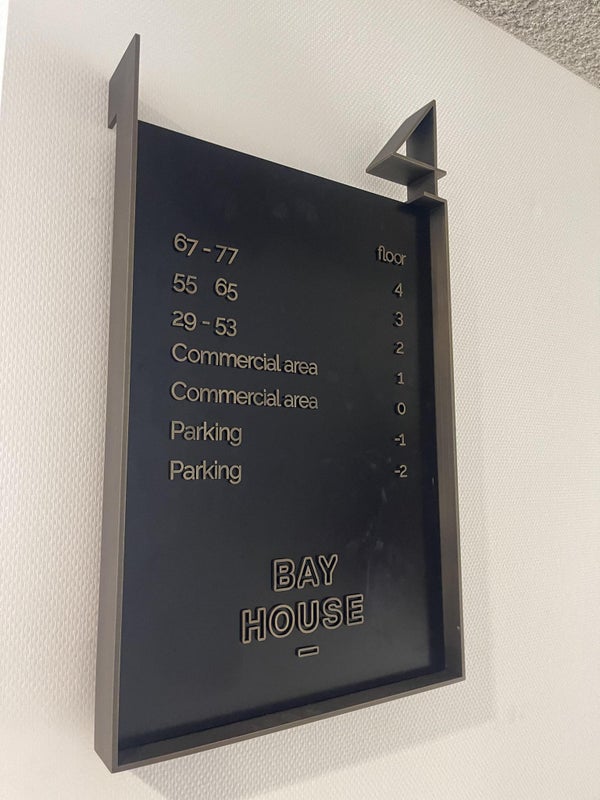 4
67 - 77
55 65
29 - 53
Commercial area
Commercial area
Parking
Parking
floor
4
3
2
1
0
-1
-2
BAY
HOUSE